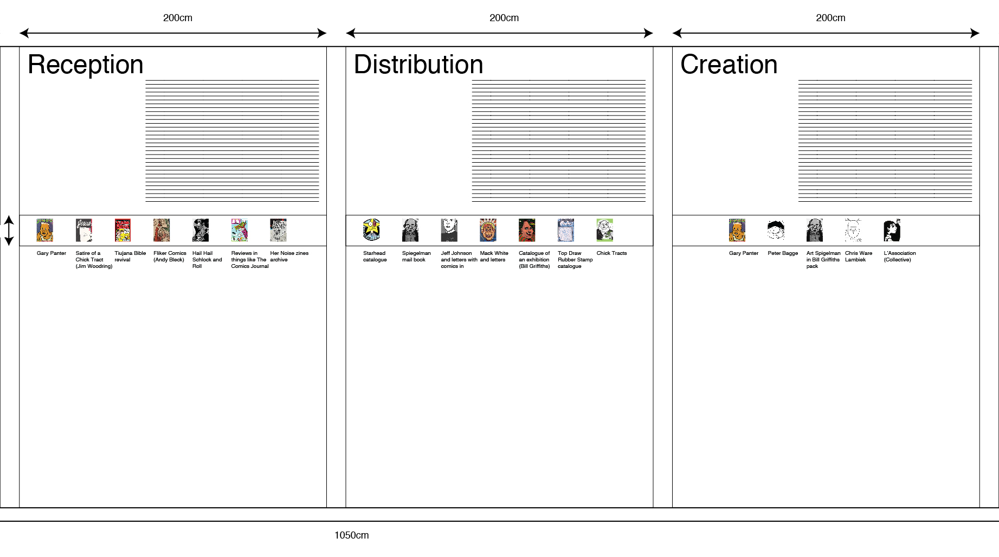 200cm
200cm
200cm
Reception
Distribution
Creation
Jesus
Gary Panter
Satire of a
Chick Tract
(Jim Woodring)
Tiujana Bible
revival
Fliker Comics
(Andy Bleck)
Hail Hail
Schlock and
Roll
Reviews in
things like The
Comics Journal
Her Noise zines
archive
Starhead
catalogue
Spiegelman
mail book
Jeff Johnson
and letters with
comics in
Mack White
and letters
Catalogue of
an exhibition
(Bill Griffiths)
Top Draw
Rubber Stamp
catalogue
Chick Tracts
Gary Panter
Peter Bagge
Art Spigelman
in Bill Griffiths
pack
Chris Ware
Lambiek
L'Association
(Collective)
1050cm